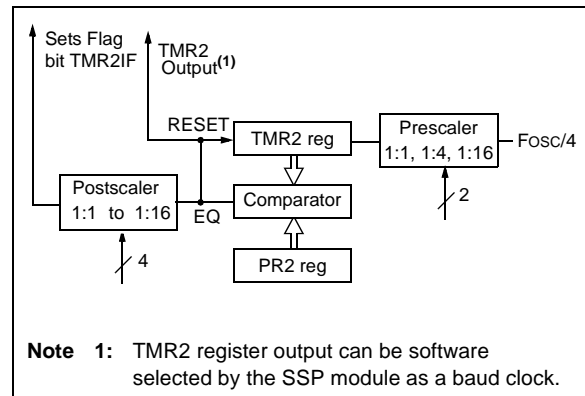 Sets Flag
bit TMR2IF
TMR2
Output(1)
RESET
TMR2 reg
Prescaler
1:1, 1:4, 1:16
FOSC/4
2
Postscaler
1:1 to 1:16
EQ
Comparator
4
PR2 reg
Note 1: TMR2 register output can be software
selected by the SSP module as a baud clock.